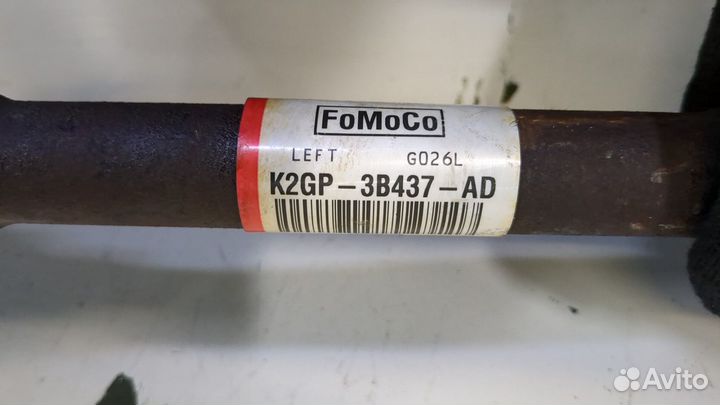 FoMoCo
LEFT G026L
K2GP-3B437-AD
Avito